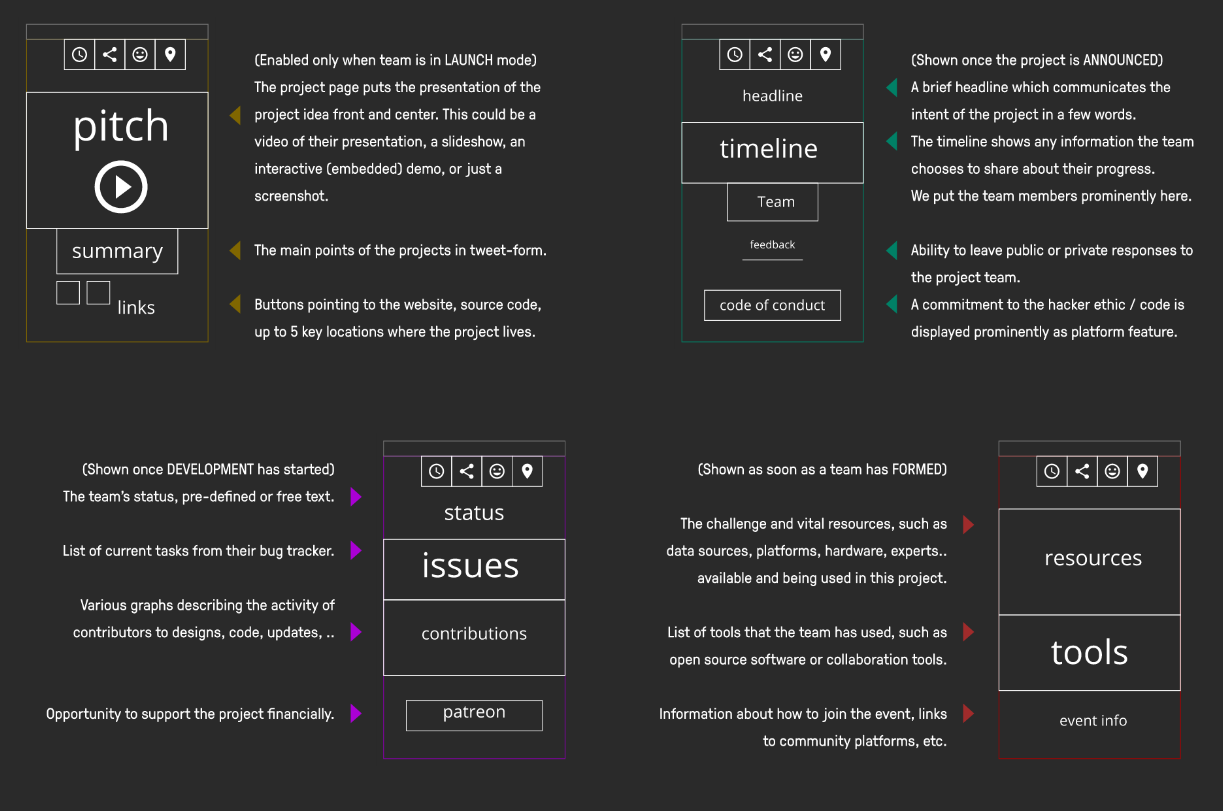 pitch
summary
links
(Enabled only when team is in LAUNCH mode)
The project page puts the presentation of the
project idea front and center. This could be a
video of their presentation, a slideshow, an
interactive (embedded) demo, or just a
screenshot.
The main points of the projects in tweet-form.
Buttons pointing to the website, source code,
up to 5 key locations where the project lives.
headline
timeline
Team
feedback
code of conduct
(Shown once the project is ANNOUNCED)
A brief headline which communicates the
intent of the project in a few words.
The timeline shows any information the team
chooses to share about their progress.
We put the team members prominently here.
Ability to leave public or private responses to
the project team.
A commitment to the hacker ethic / code is
displayed prominently as platform feature.
(Shown once DEVELOPMENT has started)
The team's status, pre-defined or free text.
List of current tasks from their bug tracker.
Various graphs describing the activity of
contributors to designs, code, updates, ..
Opportunity to support the project financially.
status
issues
contributions
patreon
(Shown as soon as a team has FORMED)
The challenge and vital resources, such as
data sources, platforms, hardware, experts..
available and being used in this project.
List of tools that the team has used, such as
open source software or collaboration tools.
Information about how to join the event, links
to community platforms, etc.
resources
tools
event info